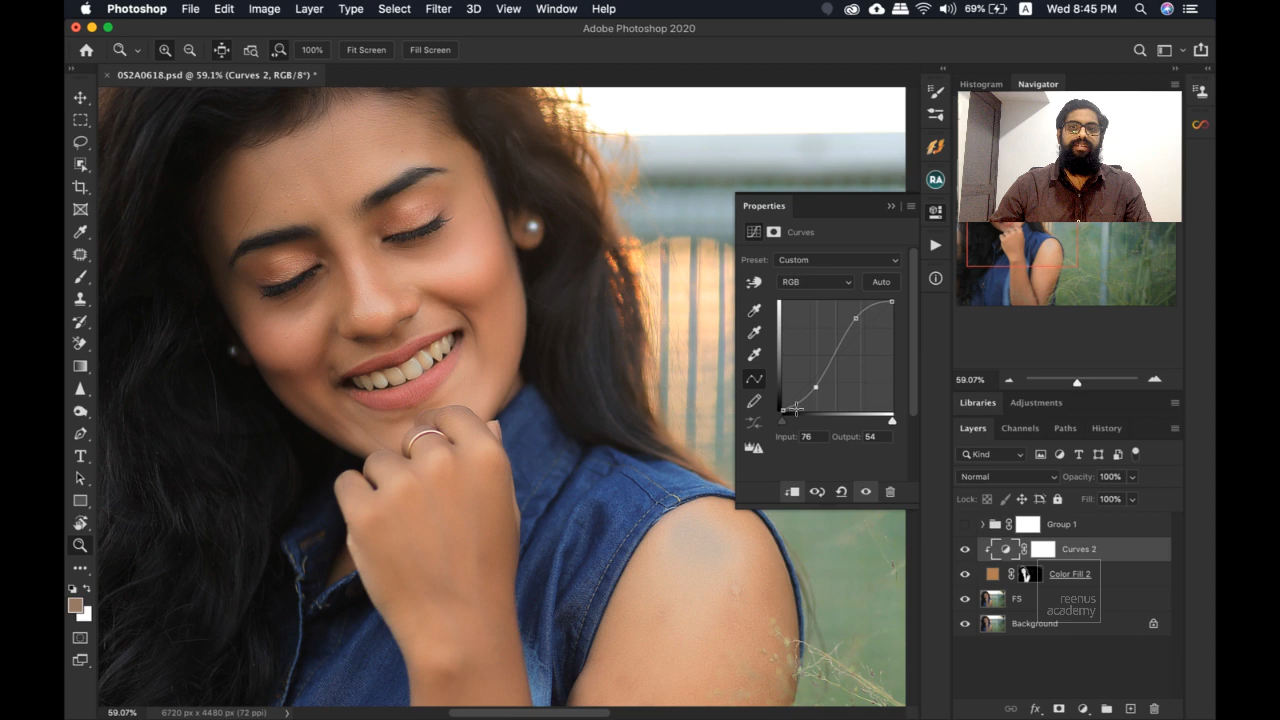 Photoshop File Edit Image Layer Type Select Filter 3D View Window Help 69% A Wed 8:45 PM
Adobe Photoshop 2020
100% Fit Screen Fill Screen
× 0S2A0618.psd @ 59.1% (Curves 2, RGB/8*) *
Histogram Navigator
RA
Properties
Curves
Preset: Custom
RGB Auto
Input: 76 Output: 54
59.07%
Libraries Adjustments
Layers Channels Paths History
Kind T
Normal Opacity: 100%
Lock: Fill: 100%
Group 1
Curves 2
Color Fill 2
FS
reenus
academy
Background
fx
59.07% 6720 px x 4480 px (72 ppi)